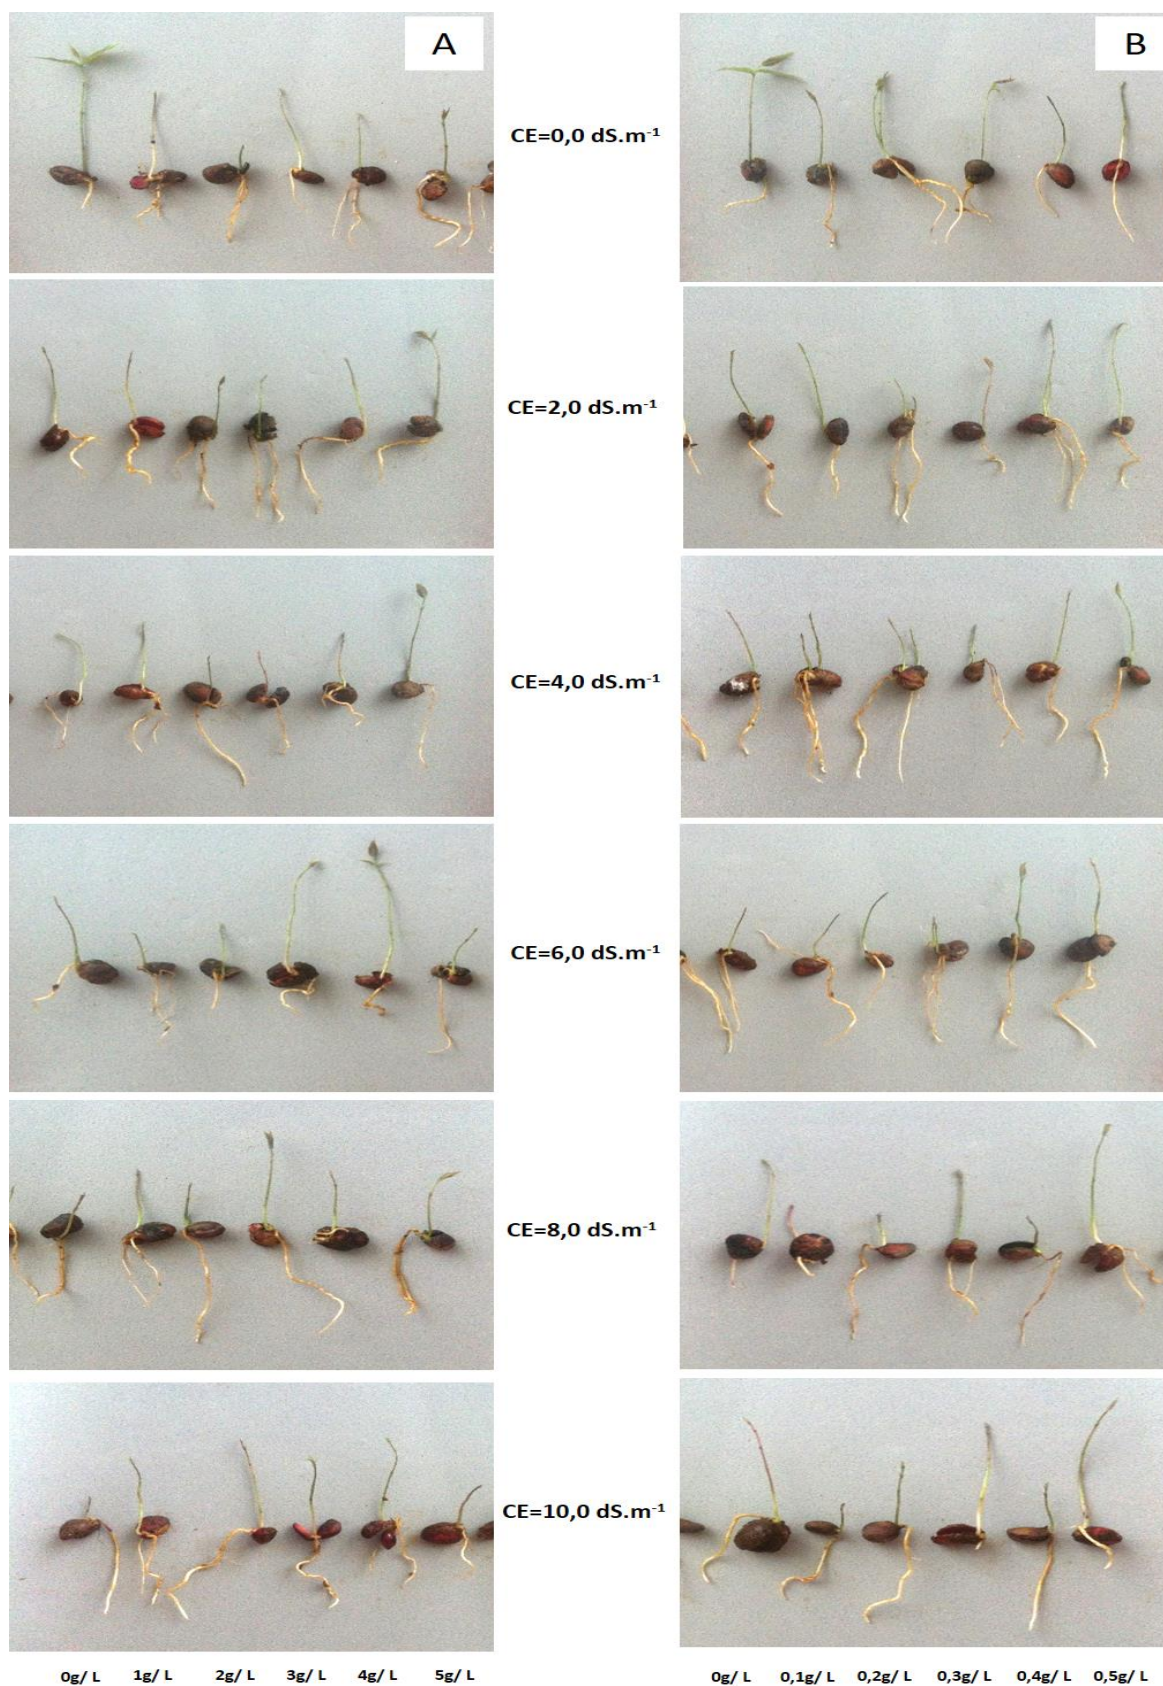 A
B
CE=0,0 dS.m⁻¹
CE=2,0 dS.m⁻¹
CE=4,0 dS.m⁻¹
CE=6,0 dS.m⁻¹
CE=8,0 dS.m⁻¹
CE=10,0 dS.m⁻¹
0g/ L 1g/ L 2g/ L 3g/ L 4g/ L 5g/ L
0g/ L 0,1g/ L 0,2g/ L 0,3g/ L 0,4g/ L 0,5g/ L